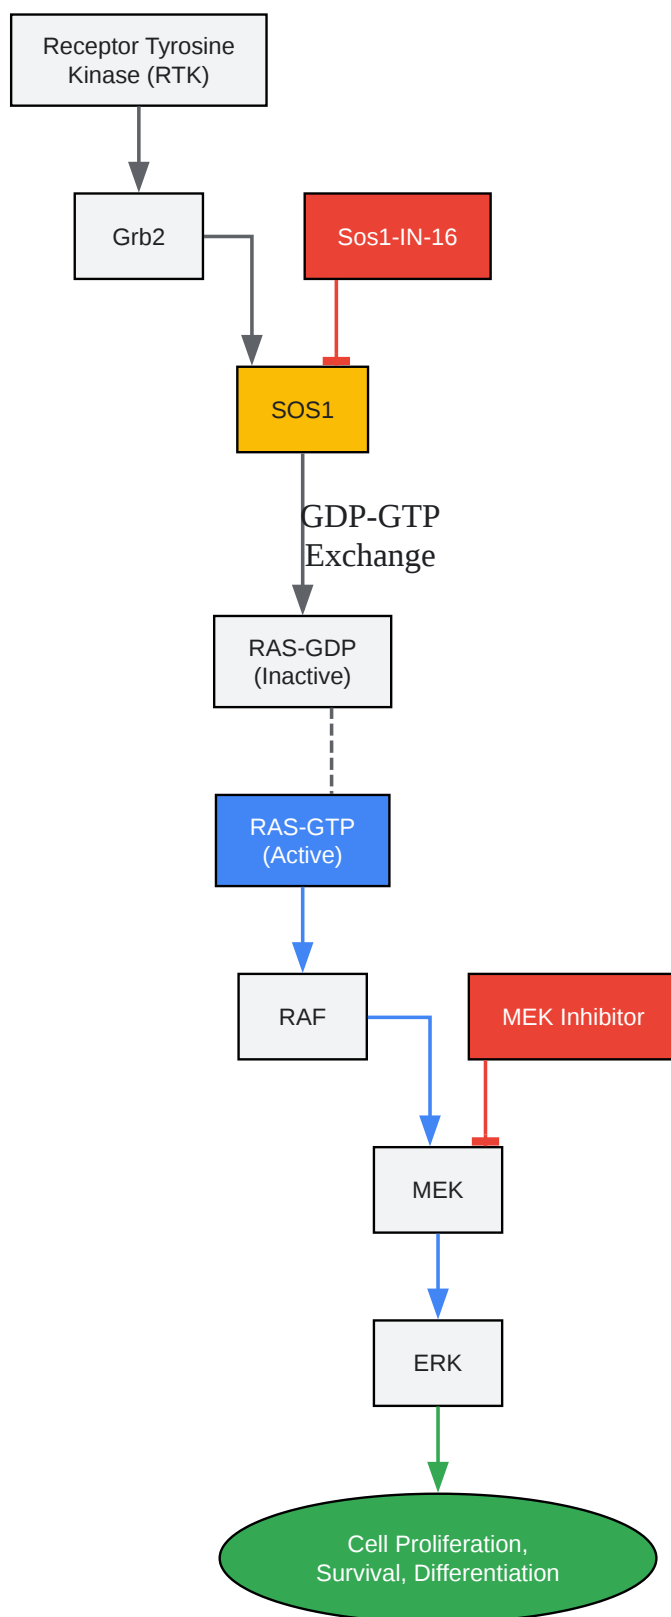 Receptor Tyrosine
Kinase (RTK)
Grb2
Sos1-IN-16
SOS1
GDP-GTP
Exchange
RAS-GDP
(Inactive)
RAS-GTP
(Active)
RAF
MEK Inhibitor
MEK
ERK
Cell Proliferation,
Survival, Differentiation